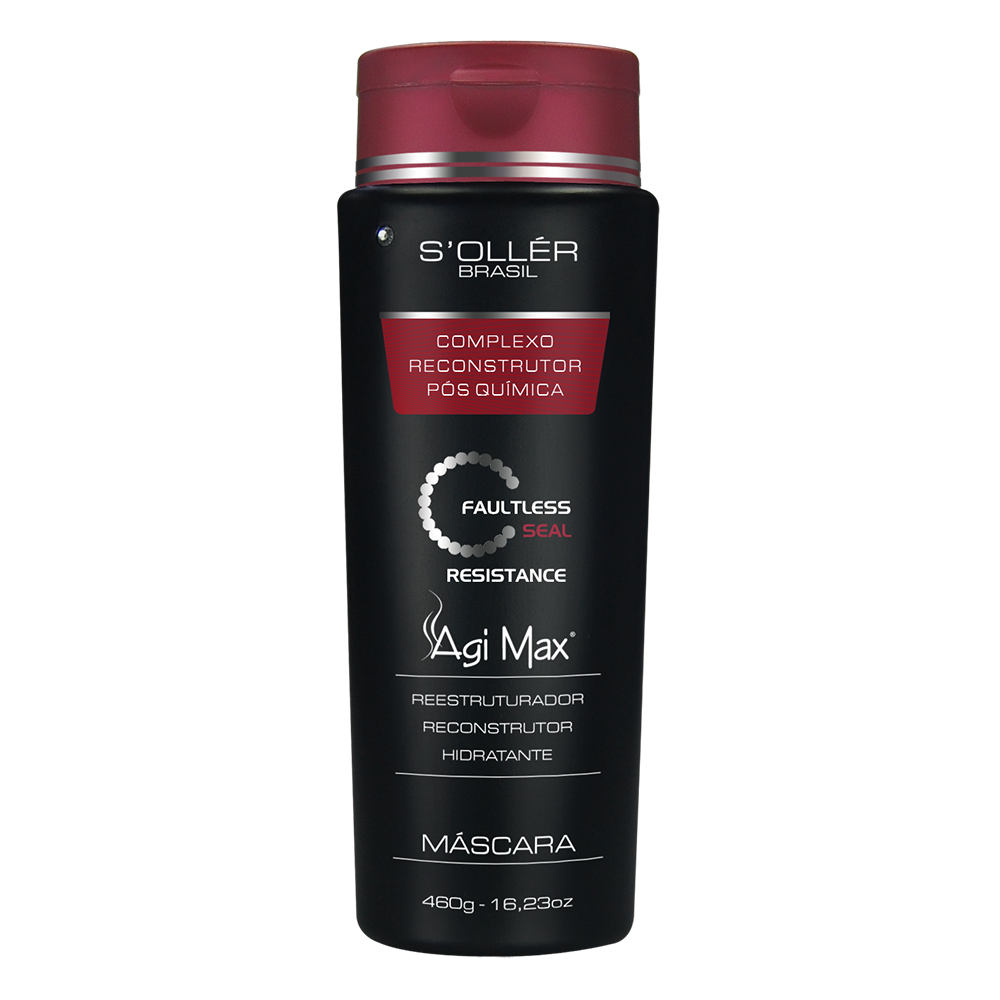 S'OLLÉR
BRASIL
COMPLEXO
RECONSTRUTOR
PÓS QUÍMICA
FAULTLESS
SEAL
RESISTANCE
Agi Max®
REESTRUTURADOR
RECONSTRUTOR
HIDRATANTE
MÁSCARA
460g - 16,23oz